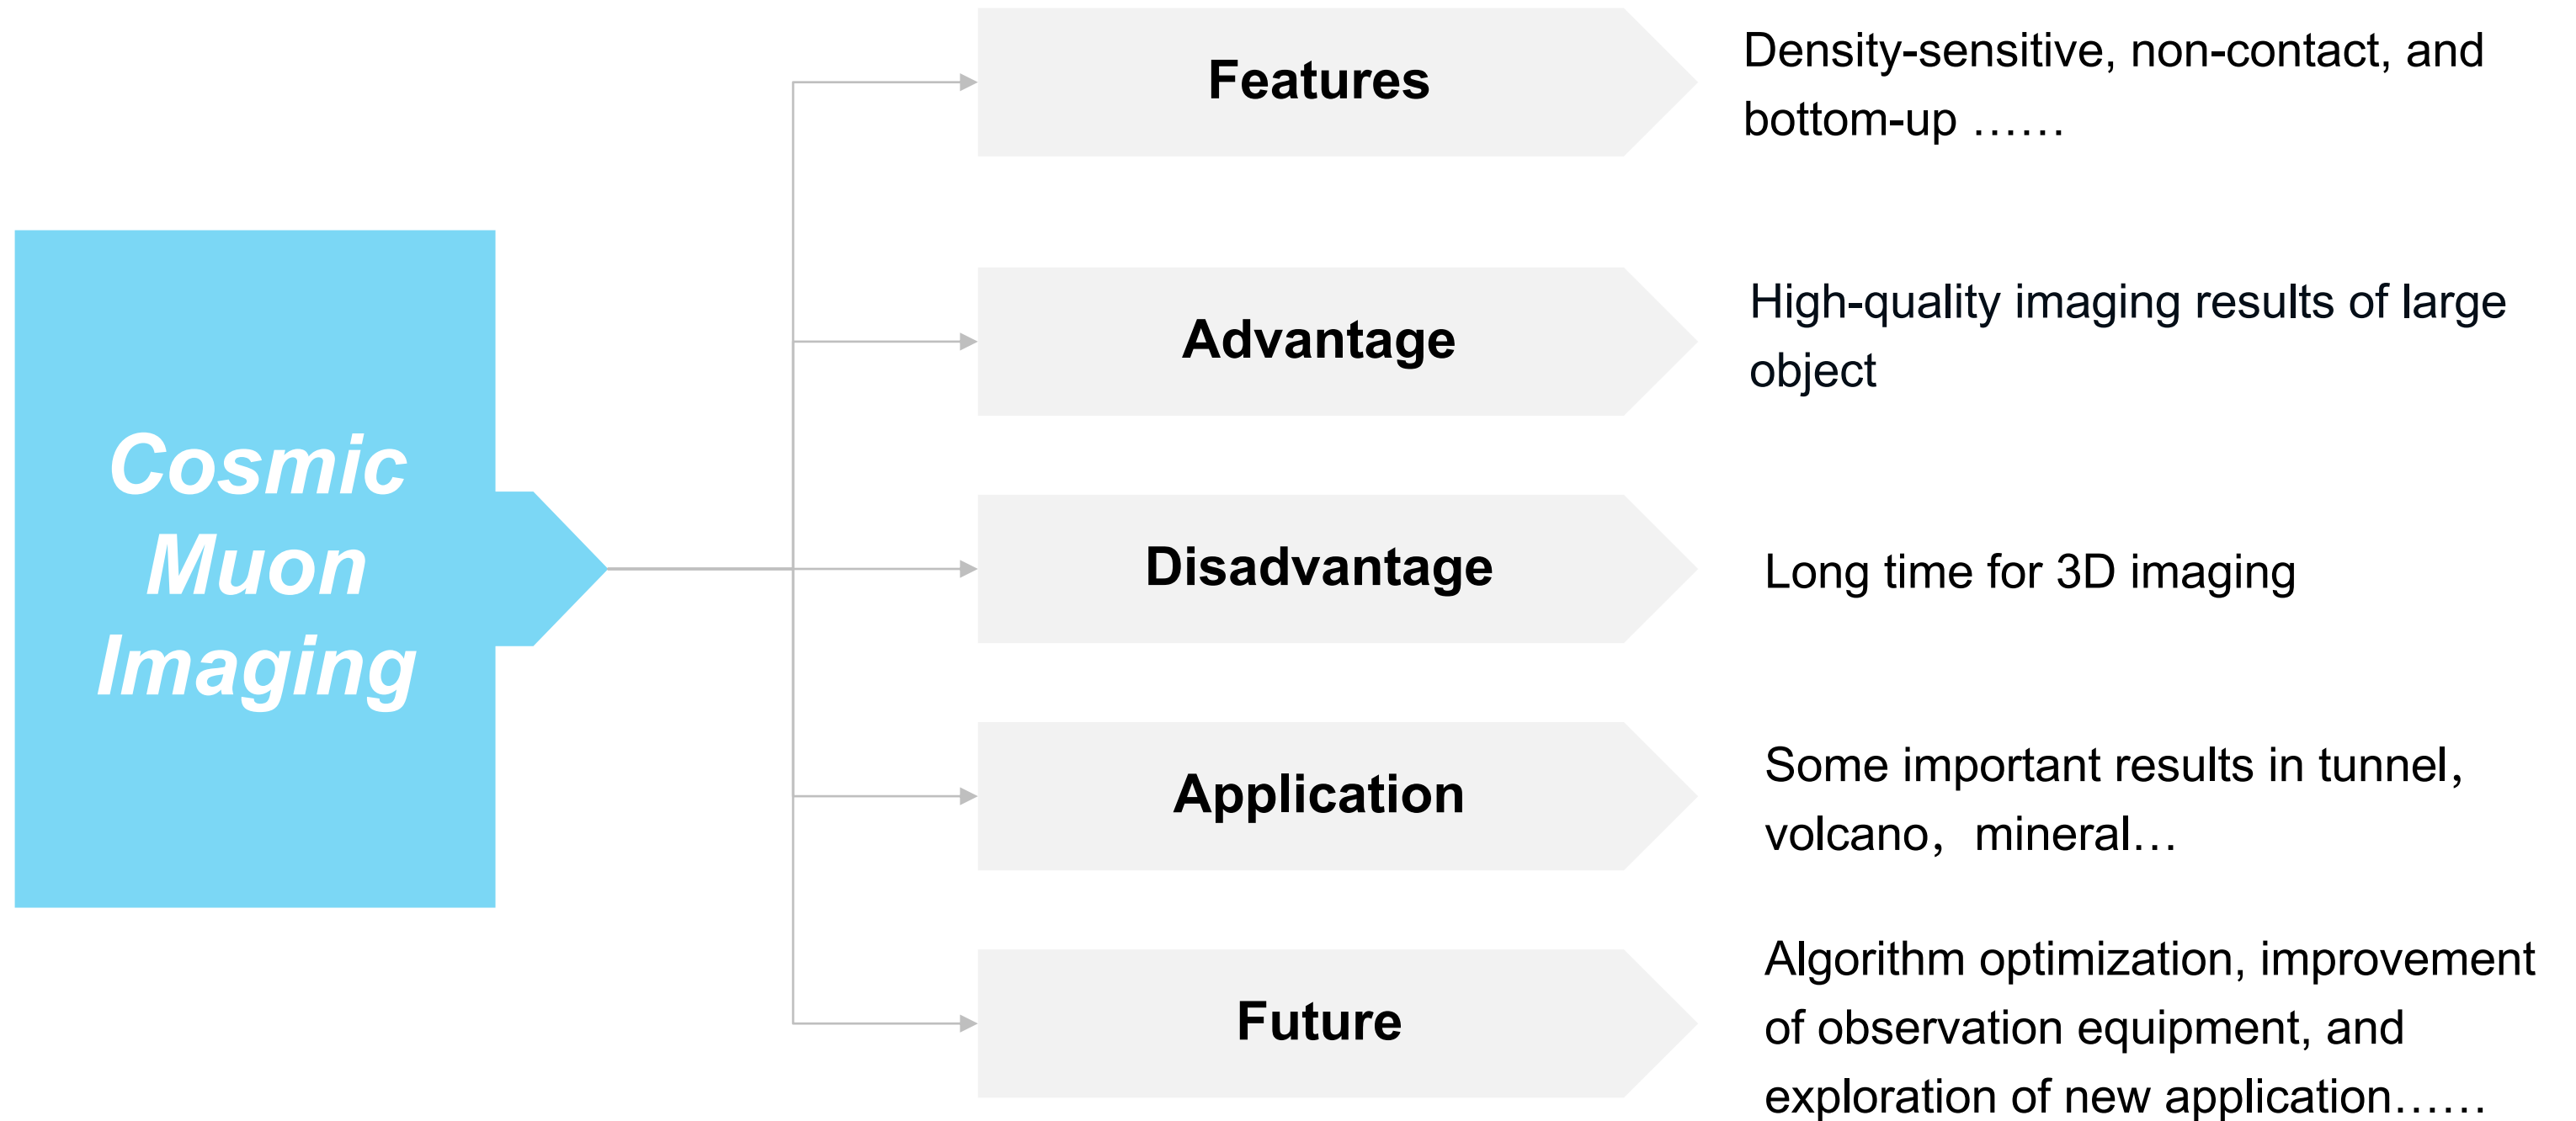 Cosmic
Muon
Imaging
Features
Density-sensitive, non-contact, and
bottom-up ……
Advantage
High-quality imaging results of large
object
Disadvantage
Long time for 3D imaging
Application
Some important results in tunnel，
volcano，mineral…
Future
Algorithm optimization, improvement
of observation equipment, and
exploration of new application……